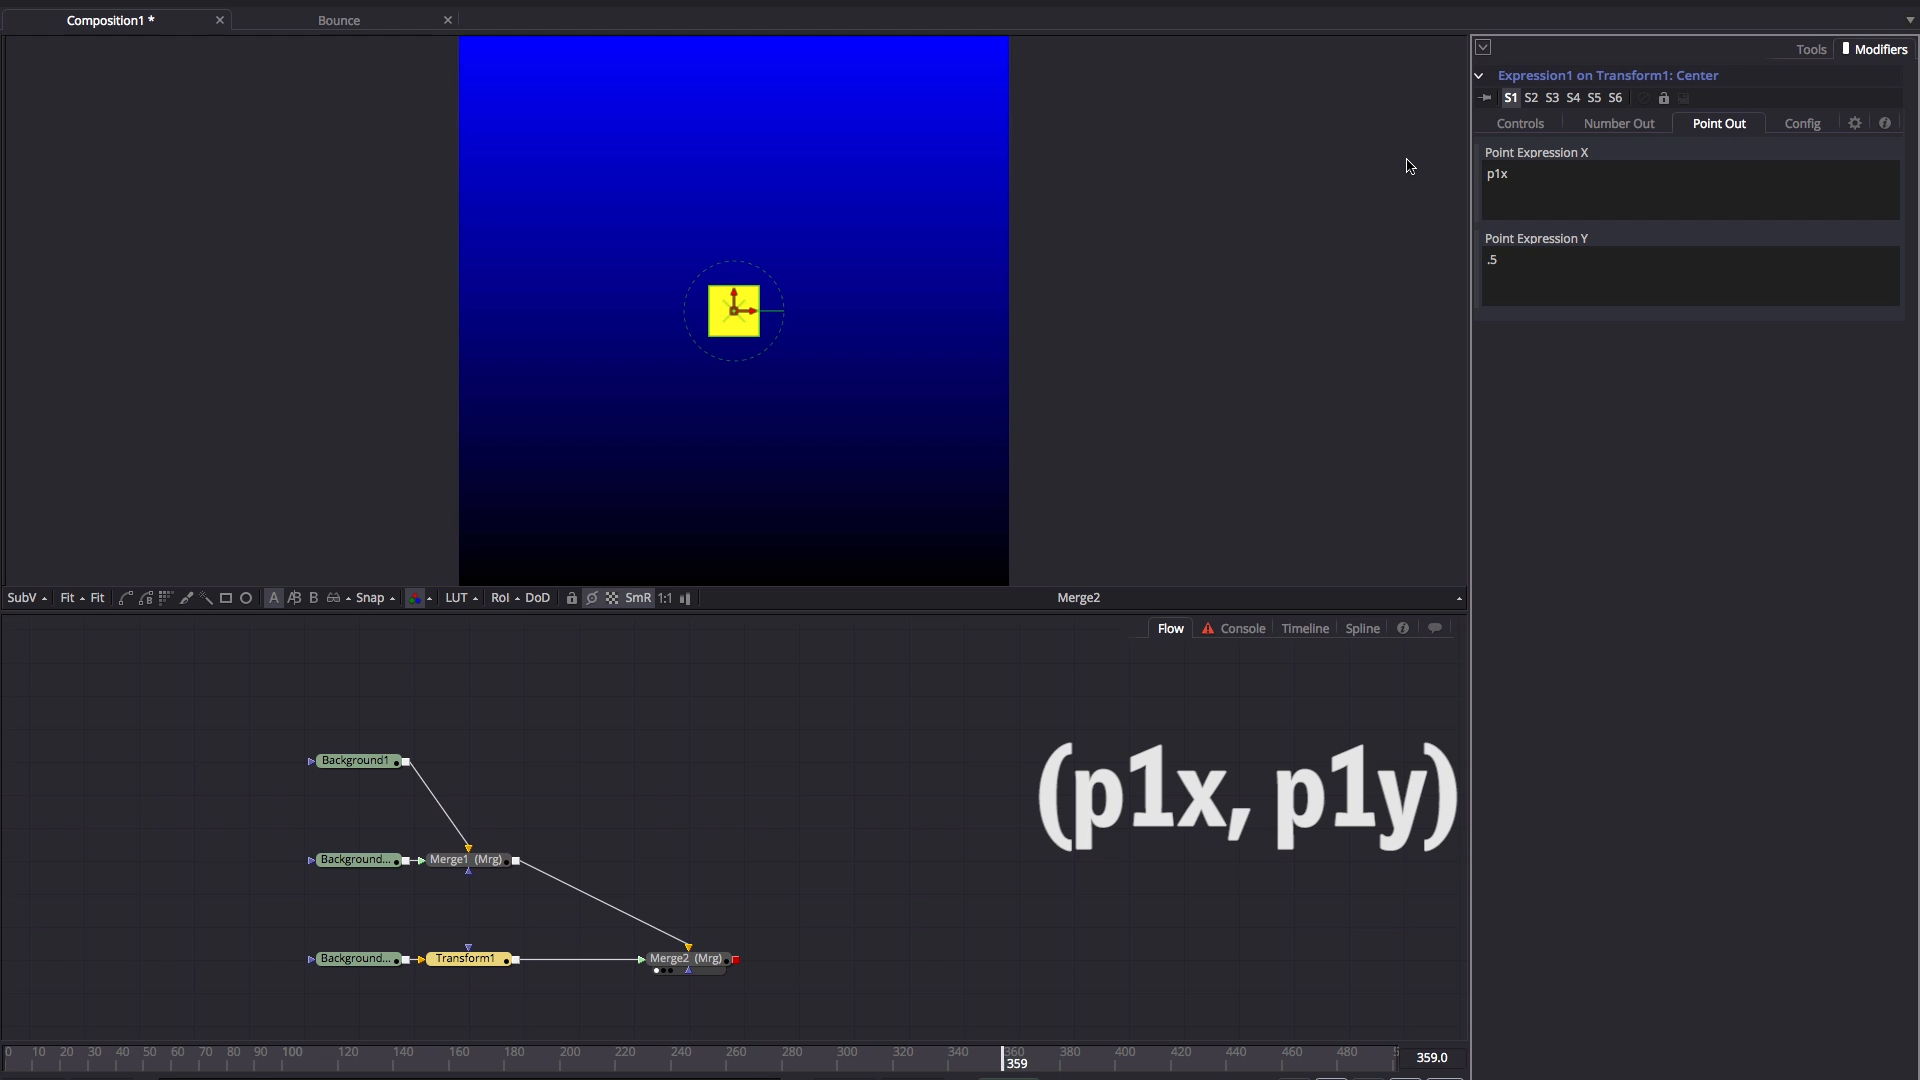 Composition1 *
Bounce
Tools
Modifiers
Expression1 on Transform1: Center
S1 S2 S3 S4 S5 S6
Controls
Number Out
Point Out
Config
Point Expression X
p1x
Point Expression Y
.5
SubV
Fit
Fit
A
A/B
B
Snap
LUT
RoI
DoD
SmR
1:1
Merge2
Flow
Console
Timeline
Spline
Background1
(p1x, p1y)
Background...
Merge1 (Mrg)
Background...
Transform1
Merge2 (Mrg)
0 10 20 30 40 50 60 70 80 90 100 120 140 160 180 200 220 240 260 280 300 320 340 360 380 400 420 440 460 480
359
359.0